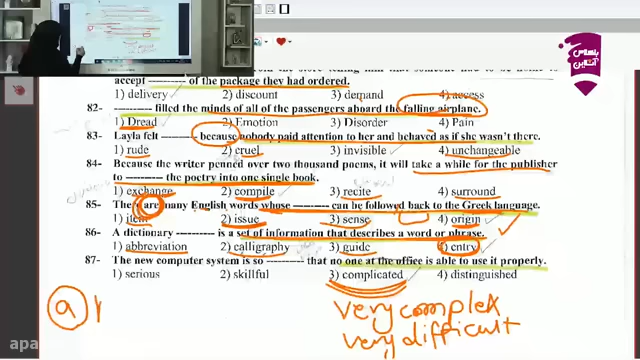 accept ---------- of the package they had ordered.
1) delivery 2) discount 3) demand 4) access
82- ---------- filled the minds of all of the passengers aboard the falling airplane.
1) Dread 2) Emotion 3) Disorder 4) Pain
83- Layla felt ---------- because nobody paid attention to her and behaved as if she wasn't there.
1) rude 2) cruel 3) invisible 4) unchangeable
84- Because the writer penned over two thousand poems, it will take a while for the publisher
to ---------- the poetry into one single book.
1) exchange 2) compile 3) recite 4) surround
85- There are many English words whose ---------- can be followed back to the Greek language.
1) item 2) issue 3) sense 4) origin
86- A dictionary ---------- is a set of information that describes a word or phrase.
1) abbreviation 2) calligraphy 3) guide 4) entry
87- The new computer system is so ---------- that no one at the office is able to use it properly.
1) serious 2) skillful 3) complicated 4) distinguished
very complex
very difficult
a